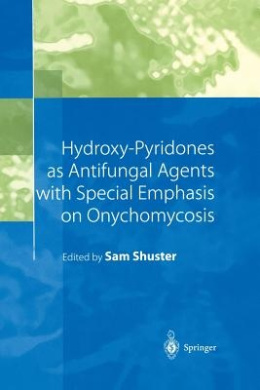 Hydroxy-Pyridones
as Antifungal Agents
with Special Emphasis
on Onychomycosis
Edited by Sam Shuster
Springer